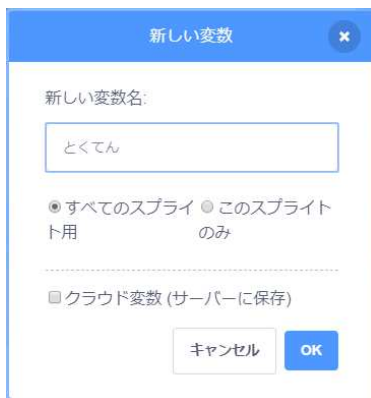 新しい変数
新しい変数名:
とくてん
すべてのスプライ このスプライト
ト用 のみ
クラウド変数 (サーバーに保存)
キャンセル OK